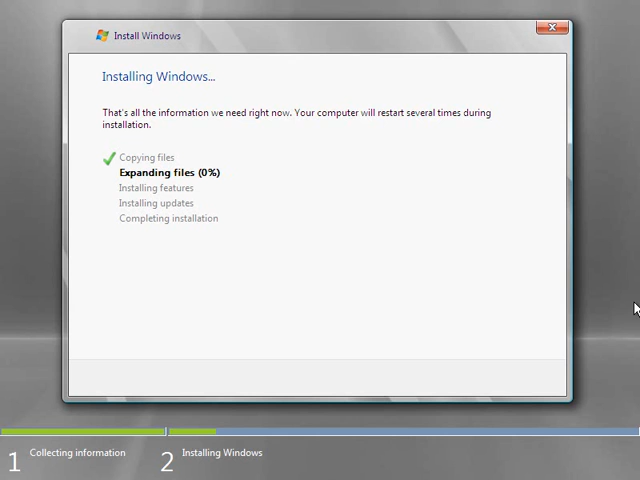 Install Windows
Installing Windows...
That's all the information we need right now. Your computer will restart several times during
installation.
Copying files
Expanding files (0%)
Installing features
Installing updates
Completing installation
1 Collecting information
2 Installing Windows